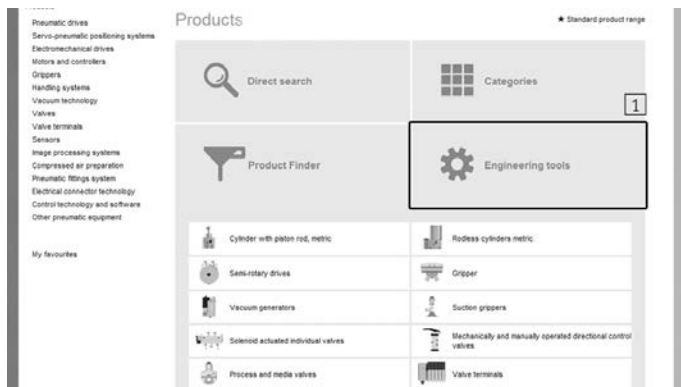 Pneumatic drives
Servo-pneumatic positioning systems
Electromechanical drives
Motors and controllers
Grippers
Handling systems
Vacuum technology
Valves
Valve terminals
Sensors
Image processing systems
Compressed air preparation
Pneumatic fittings system
Electrical connector technology
Control technology and software
Other pneumatic equipment
My favourites
Products
★ Standard product range
Direct search
Categories
1
Product Finder
Engineering tools
Cylinder with piston rod, metric
Rodless cylinders metric
Semi-rotary drives
Gripper
Vacuum generators
Suction grippers
Solenoid actuated individual valves
Mechanically and manually operated directional control
valves
Process and media valves
Valve terminals